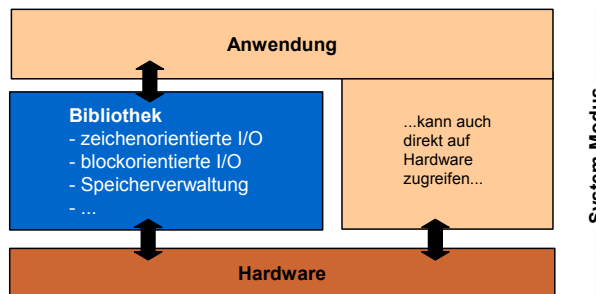 Anwendung
Bibliothek
- zeichenorientierte I/O
- blockorientierte I/O
- Speicherverwaltung
- ...
...kann auch
direkt auf
Hardware
zugreifen...
System Modus
Hardware